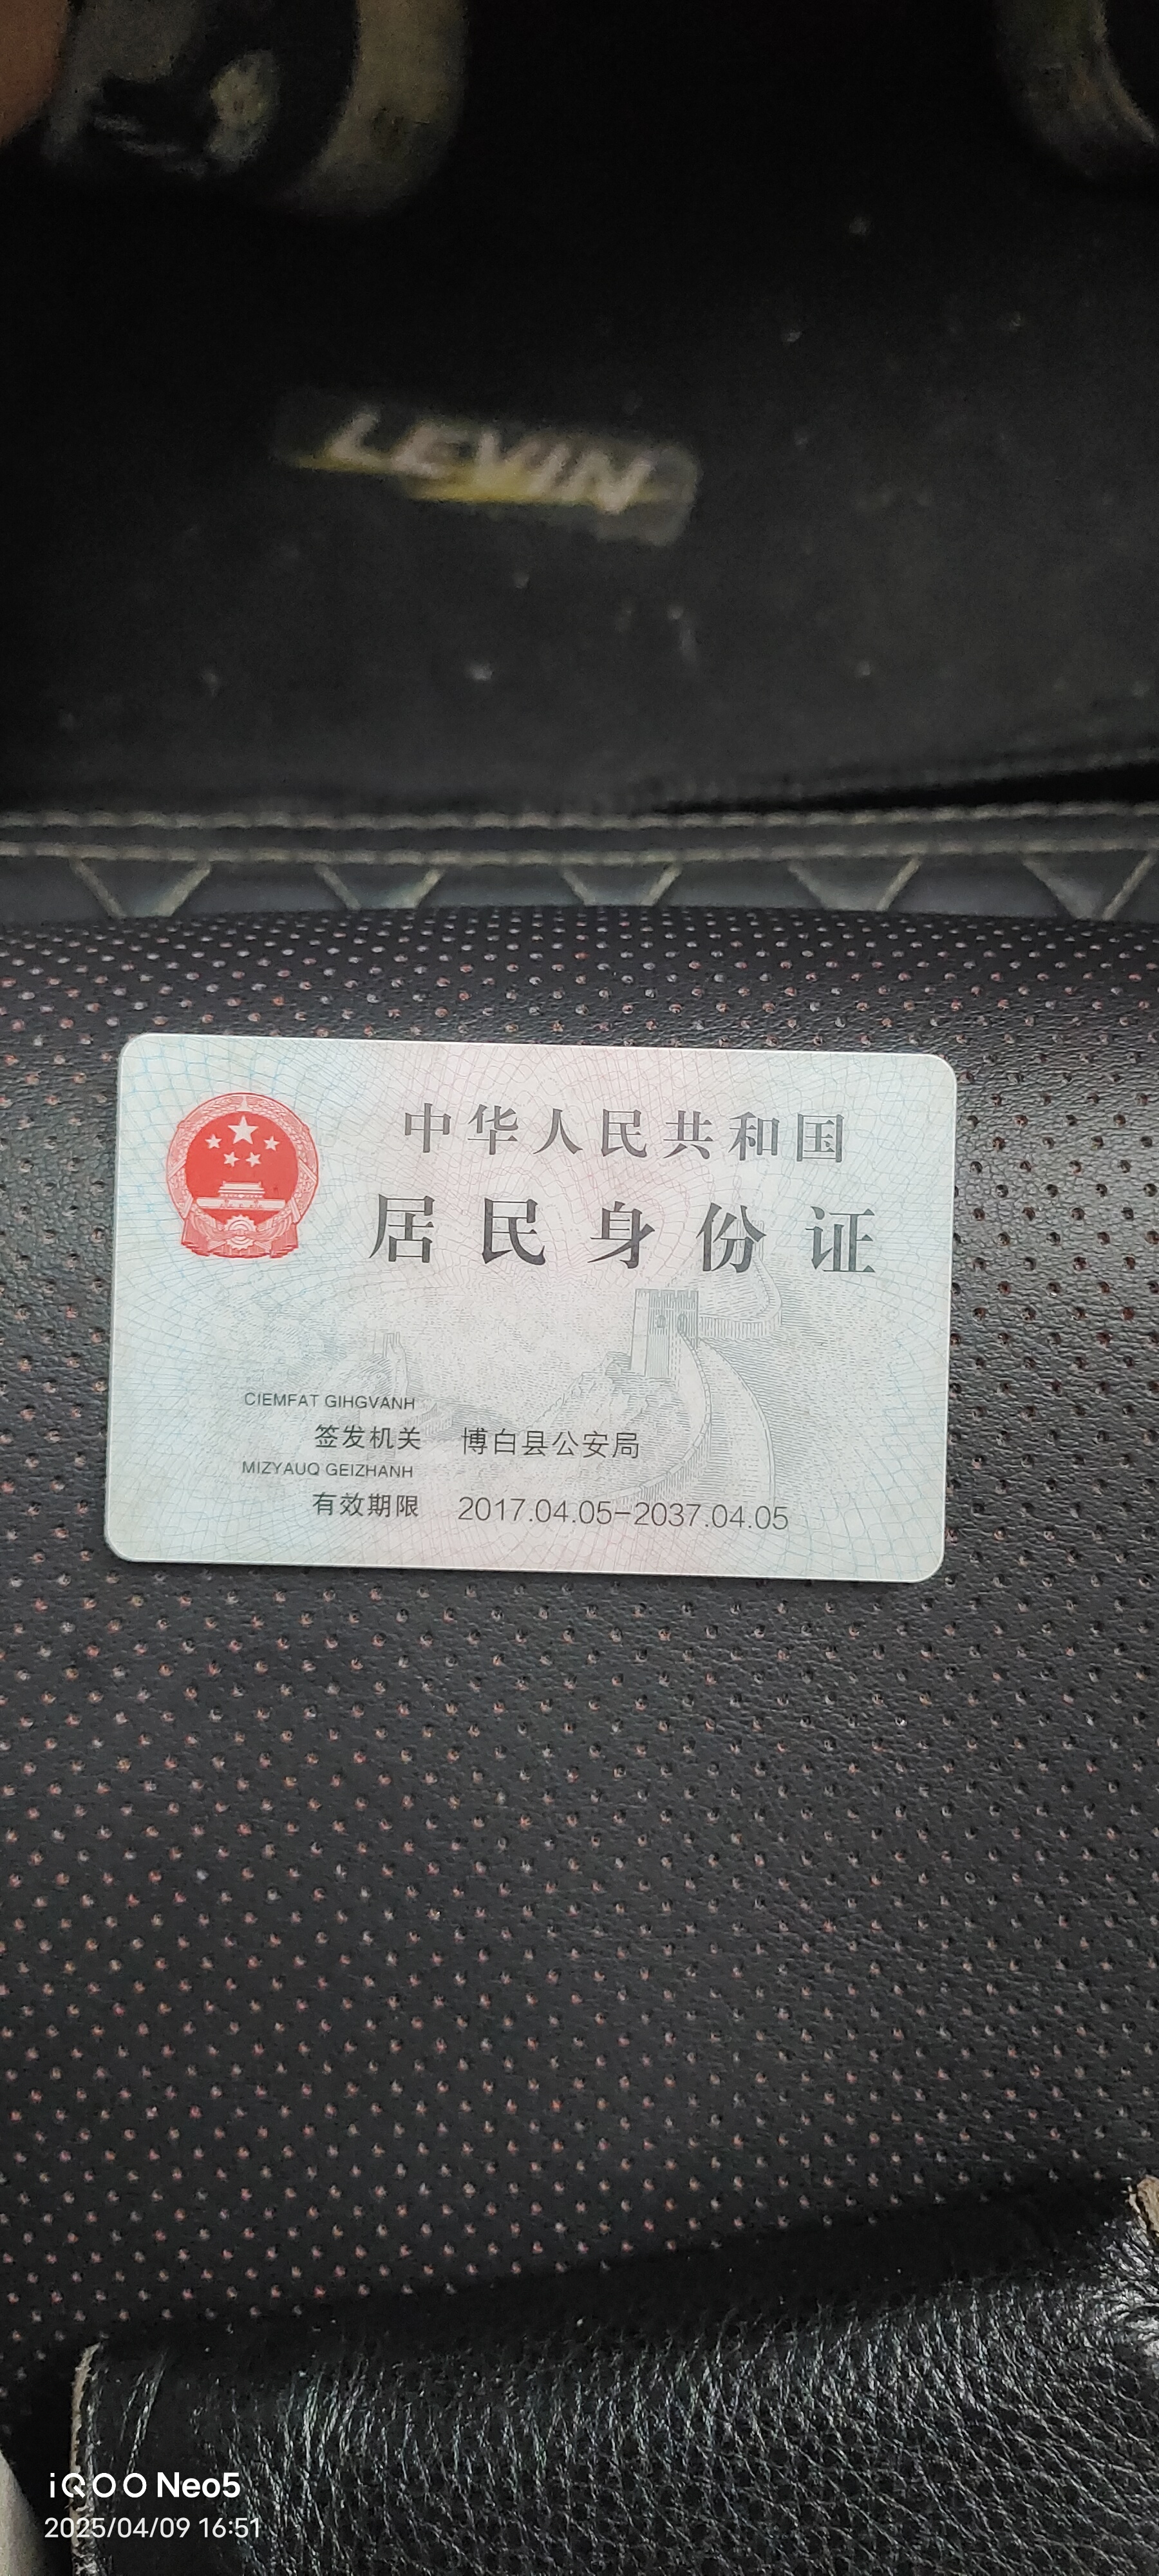 LEVIN
中华人民共和国
居民身份证
CIEMFAT GIHGVANH
签发机关 博白县公安局
MIZYAUQ GEIZHANH
有效期限 2017.04.05-2037.04.05
iQOO Neo5
2025/04/09 16:51